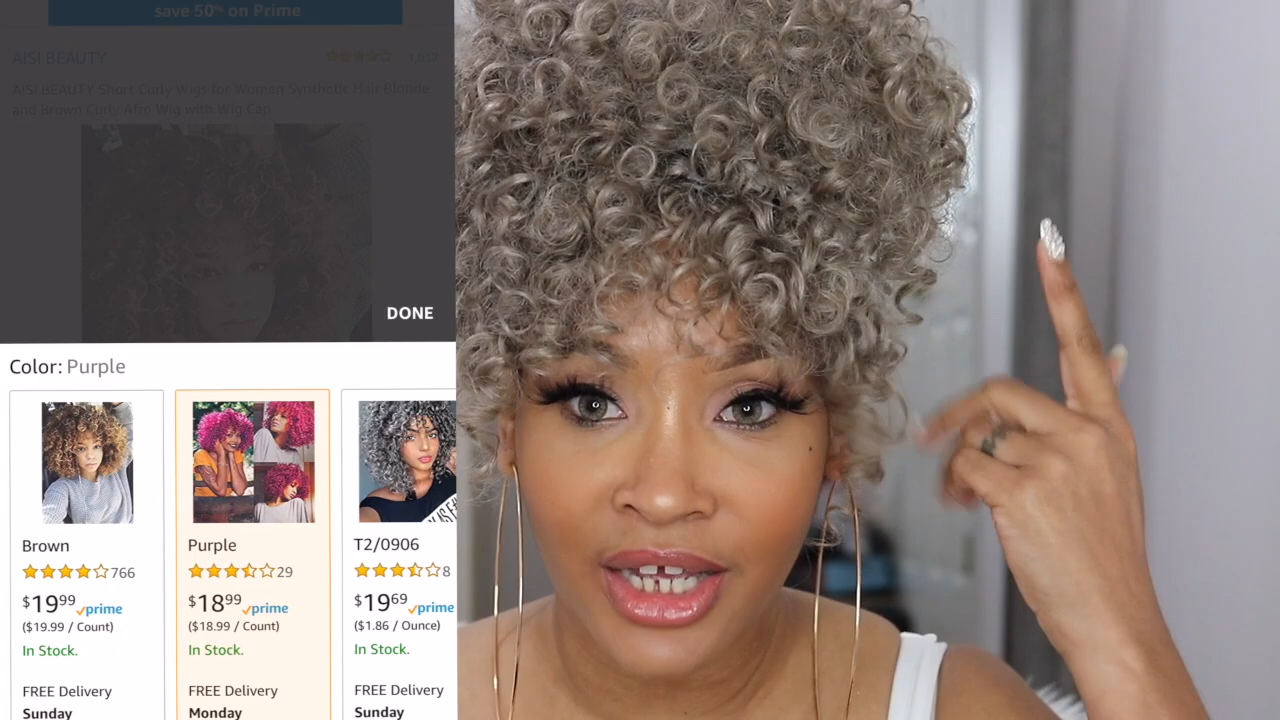 save 50% on Prime
AISI BEAUTY
1,017
AISI BEAUTY Short Curly Wigs for Women Synthetic Hair Blonde
and Brown Curly Afro Wig with Wig Cap
DONE
Color: Purple
Brown
766
$19.99 prime
($19.99 / Count)
In Stock.
FREE Delivery
Sunday
Purple
29
$18.99 prime
($18.99 / Count)
In Stock.
FREE Delivery
Monday
T2/0906
8
$19.69 prime
($1.86 / Ounce)
In Stock.
FREE Delivery
Sunday